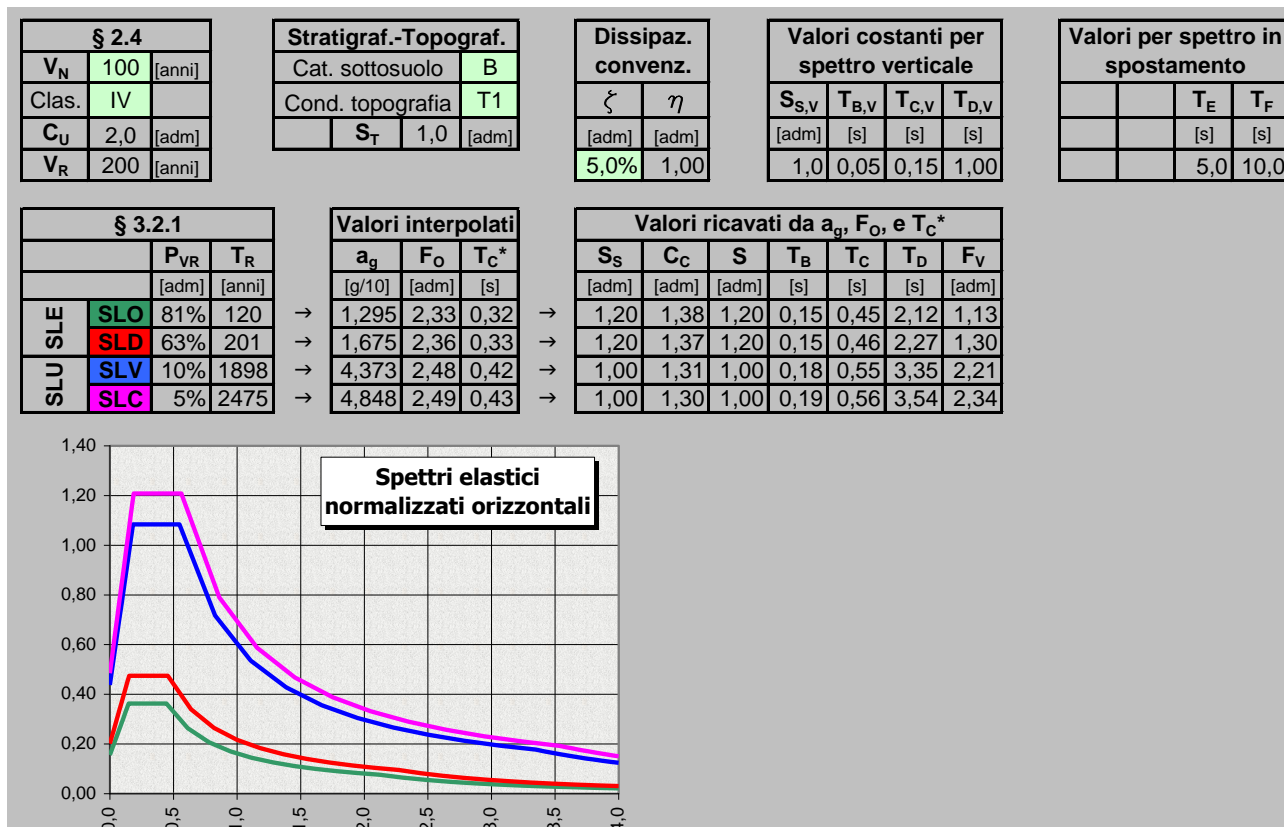 § 2.4 Stratigraf.-Topograf. Dissipaz. Valori costanti per Valori per spettro in
V_N 100 [anni] Cat. sottosuolo B convenz. spettro verticale spostamento
Clas. IV Cond. topografia T1 ζ η S_S,V T_B,V T_C,V T_D,V T_E T_F
C_U 2,0 [adm] S_T 1,0 [adm] [adm] [adm] [adm] [s] [s] [s] [s] [s]
V_R 200 [anni] 5,0% 1,00 1,0 0,05 0,15 1,00 5,0 10,0
§ 3.2.1 Valori interpolati Valori ricavati da a_g, F_O, e T_C*
P_VR T_R a_g F_O T_C* S_S C_C S T_B T_C T_D F_V
[adm] [anni] [g/10] [adm] [s] [adm] [adm] [adm] [s] [s] [s] [adm]
SLE SLO 81% 120 → 1,295 2,33 0,32 → 1,20 1,38 1,20 0,15 0,45 2,12 1,13
SLD 63% 201 → 1,675 2,36 0,33 → 1,20 1,37 1,20 0,15 0,46 2,27 1,30
SLU SLV 10% 1898 → 4,373 2,48 0,42 → 1,00 1,31 1,00 0,18 0,55 3,35 2,21
SLC 5% 2475 → 4,848 2,49 0,43 → 1,00 1,30 1,00 0,19 0,56 3,54 2,34
Spettri elastici
normalizzati orizzontali
1,40
1,20
1,00
0,80
0,60
0,40
0,20
0,00
0,0 0,5 1,0 1,5 2,0 2,5 3,0 3,5 4,0